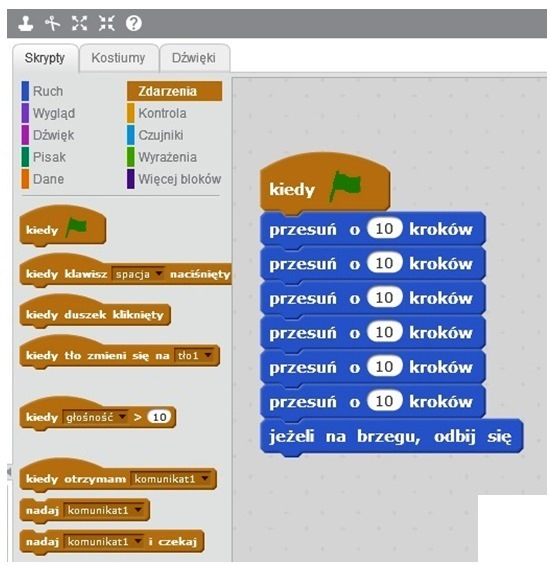 Skrypty Kostiumy Dźwięki
Ruch Zdarzenia
Wygląd Kontrola
Dźwięk Czujniki
Pisak Wyrażenia
Dane Więcej bloków
kiedy
kiedy klawisz spacja naciśnięty
kiedy duszek kliknięty
kiedy tło zmieni się na tło1
kiedy głośność > 10
kiedy otrzymam komunikat1
nadaj komunikat1
nadaj komunikat1 i czekaj
kiedy
przesuń o 10 kroków
przesuń o 10 kroków
przesuń o 10 kroków
przesuń o 10 kroków
przesuń o 10 kroków
przesuń o 10 kroków
jeżeli na brzegu, odbij się